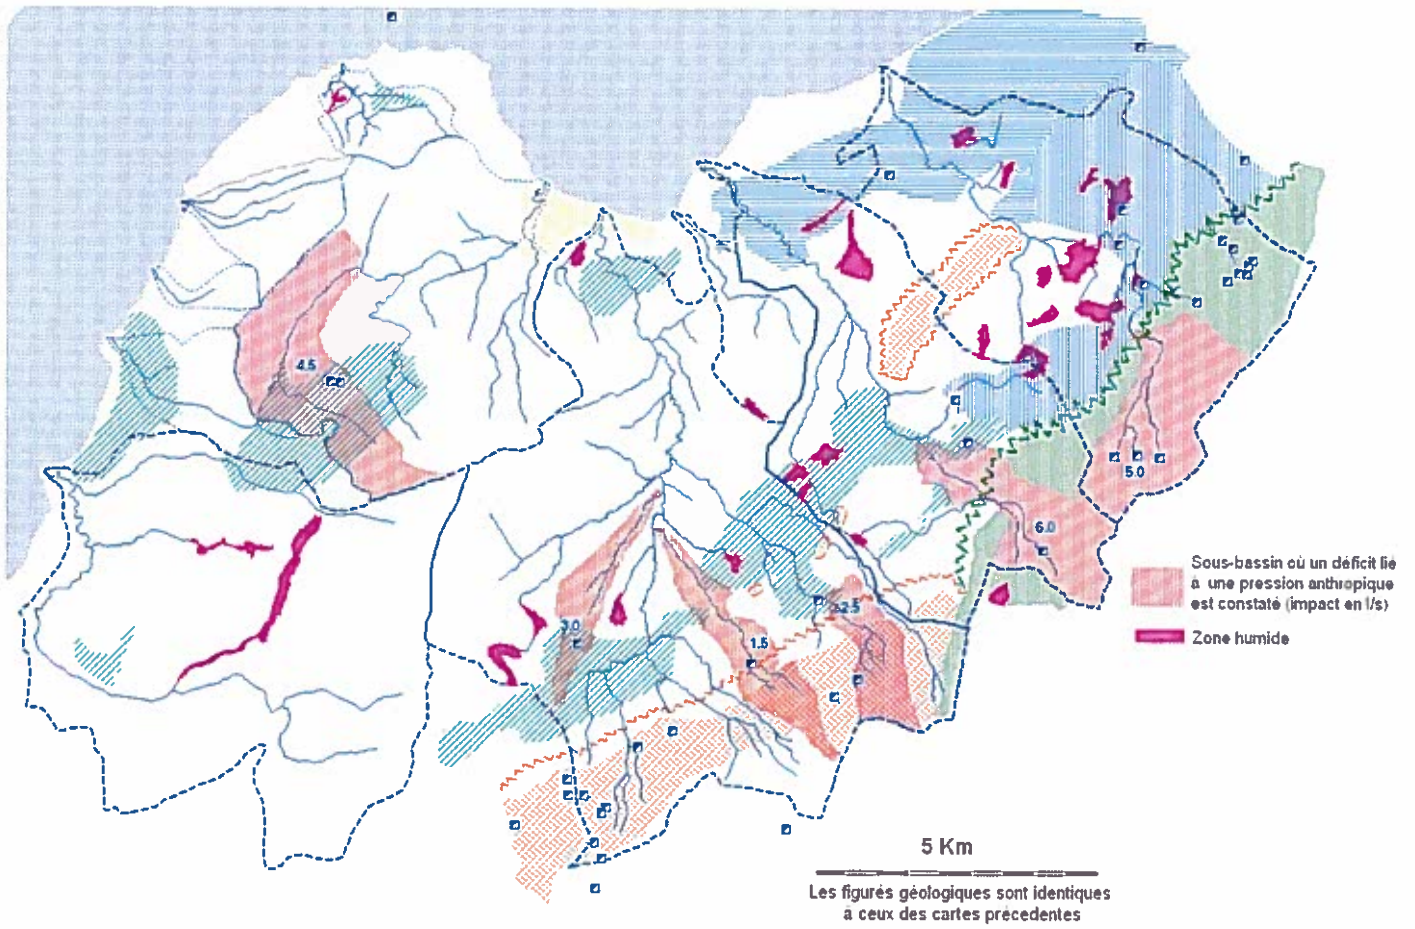 4.5
5.0
6.0
Sous-bassin où un déficit lié
à une pression anthropique
est constaté (impact en l/s)
Zone humide
≥2.5
3.0
1.5
5 Km
Les figurés géologiques sont identiques
à ceux des cartes précedentes